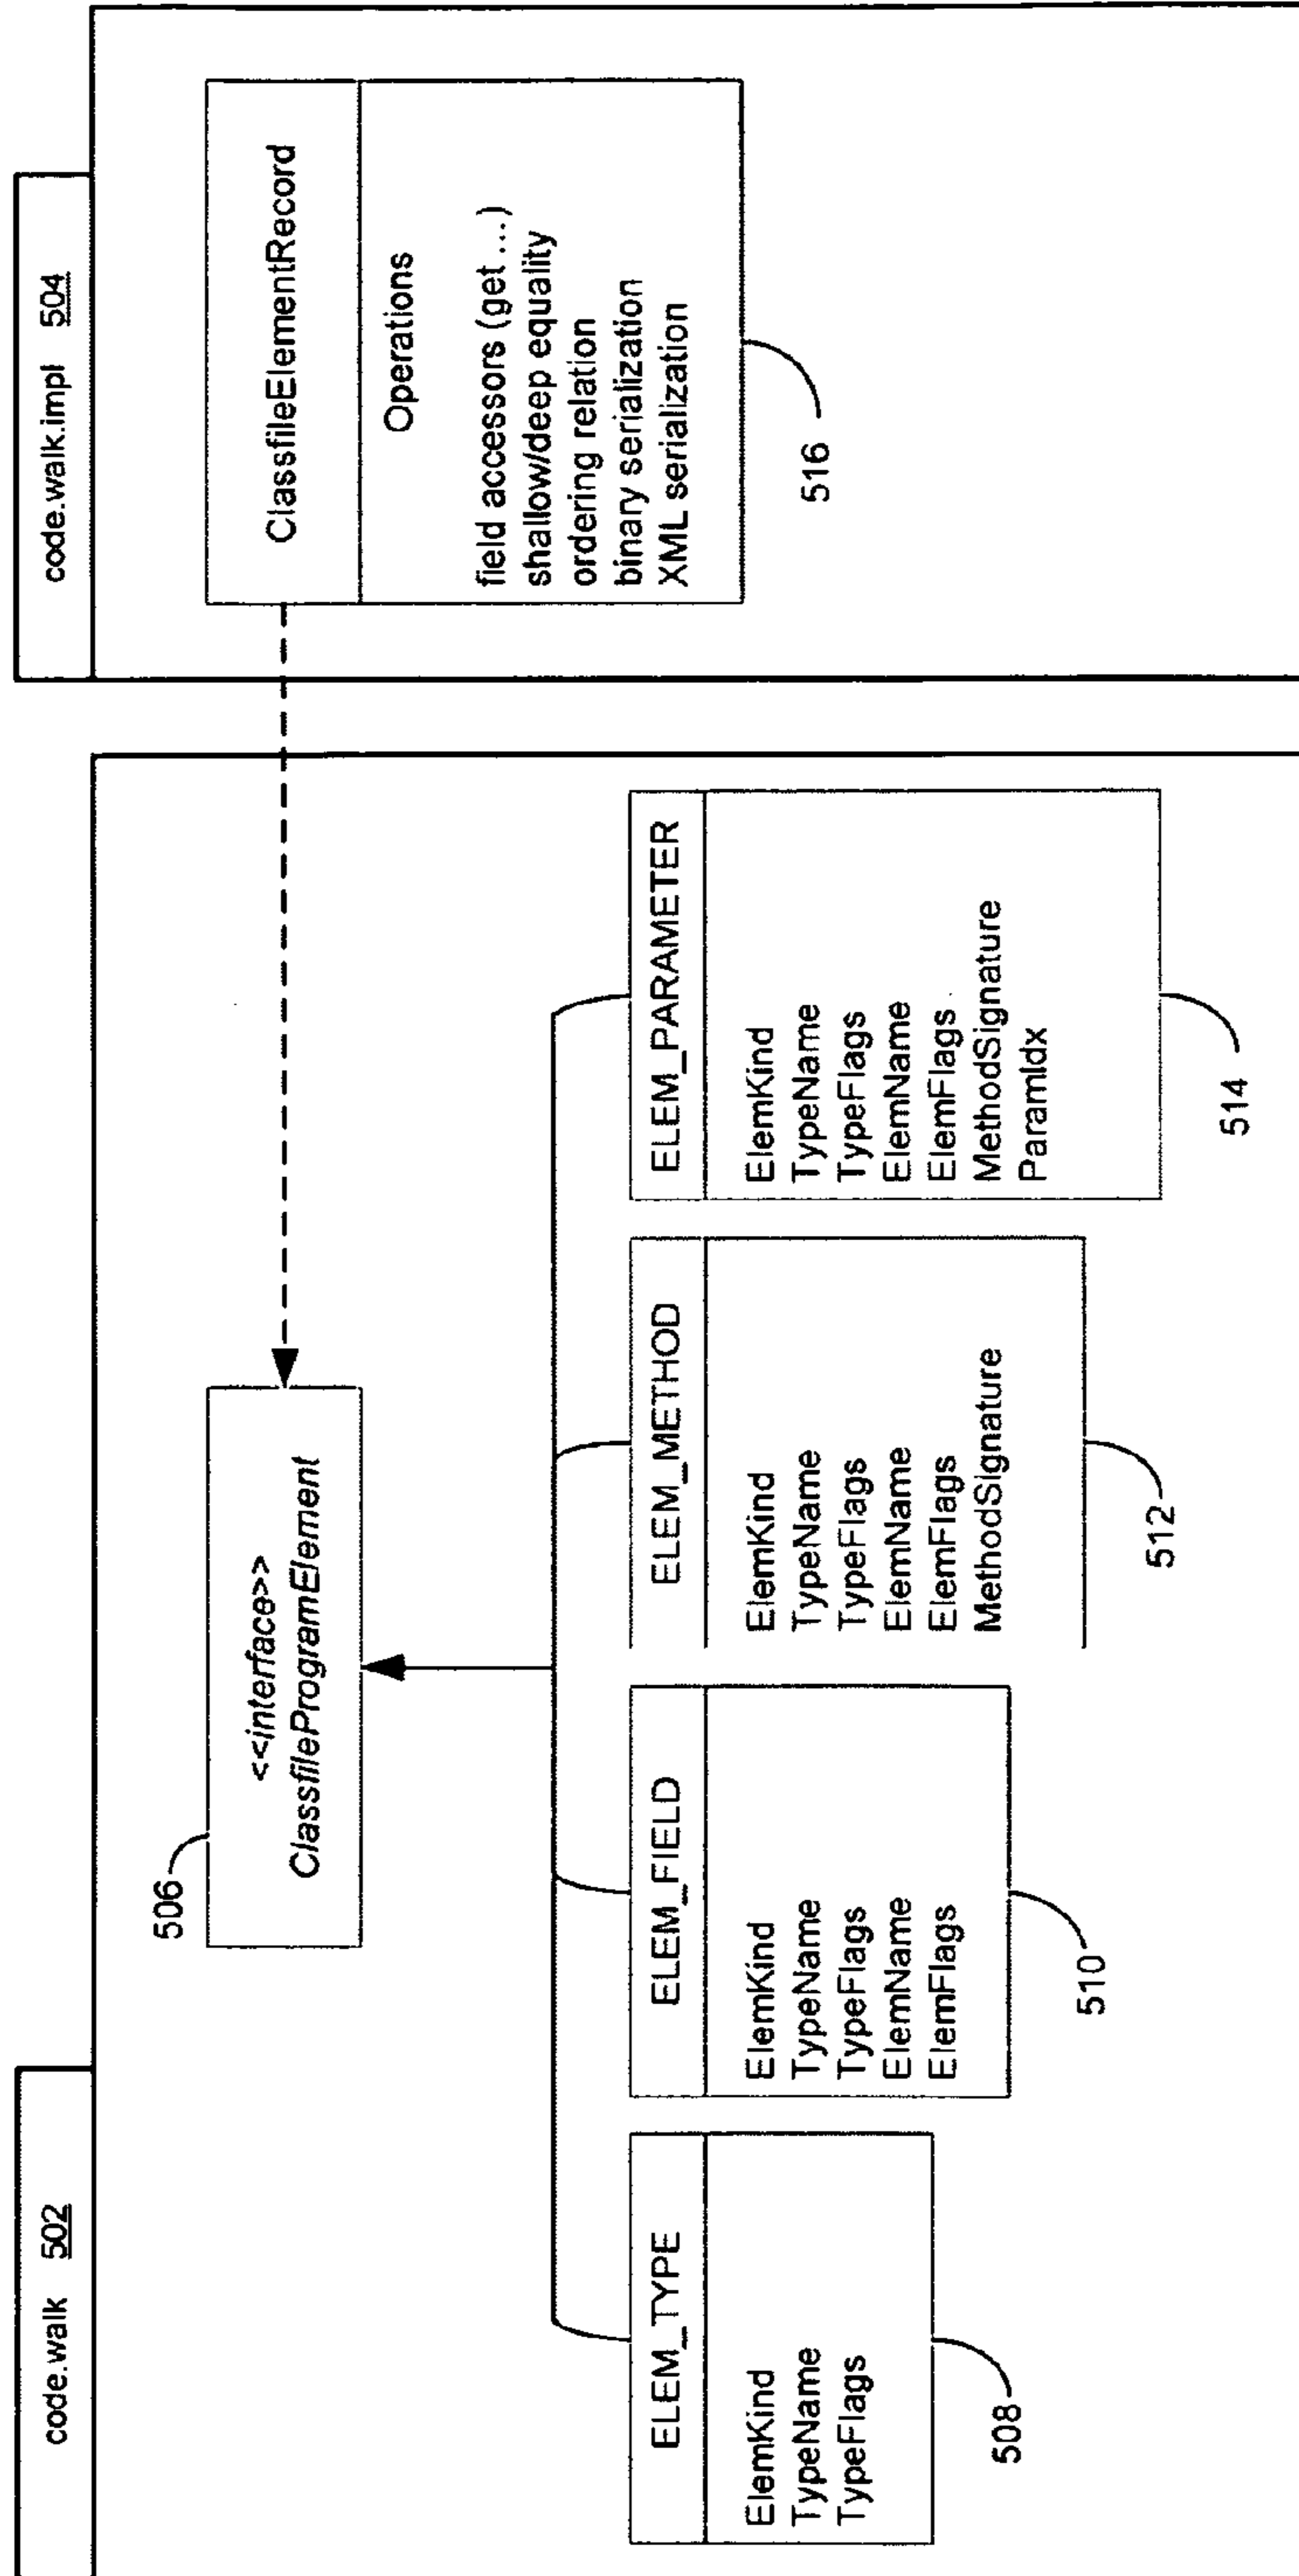 code.walk 502
code.walk.impl 504
506
<<interface>>
ClassfileProgramElement
ClassfileElementRecord
Operations
field accessors (get ...)
shallow/deep equality
ordering relation
binary serialization
XML serialization
516
ELEM_TYPE
ElemKind
TypeName
TypeFlags
508
ELEM_FIELD
ElemKind
TypeName
TypeFlags
ElemName
ElemFlags
510
ELEM_METHOD
ElemKind
TypeName
TypeFlags
ElemName
ElemFlags
MethodSignature
512
ELEM_PARAMETER
ElemKind
TypeName
TypeFlags
ElemName
ElemFlags
MethodSignature
ParamIdx
514